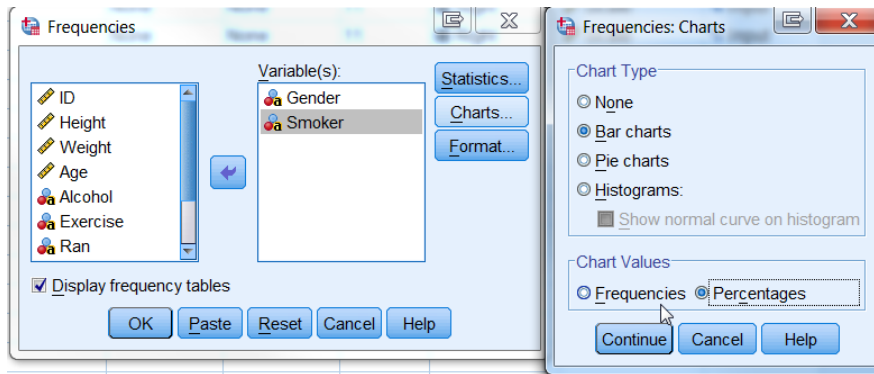 Frequencies
Variable(s):
ID
Height
Weight
Age
Alcohol
Exercise
Ran
Gender
Smoker
Statistics...
Charts...
Format...
Display frequency tables
OK Paste Reset Cancel Help
Frequencies: Charts
Chart Type
None
Bar charts
Pie charts
Histograms:
Show normal curve on histogram
Chart Values
Frequencies Percentages
Continue Cancel Help